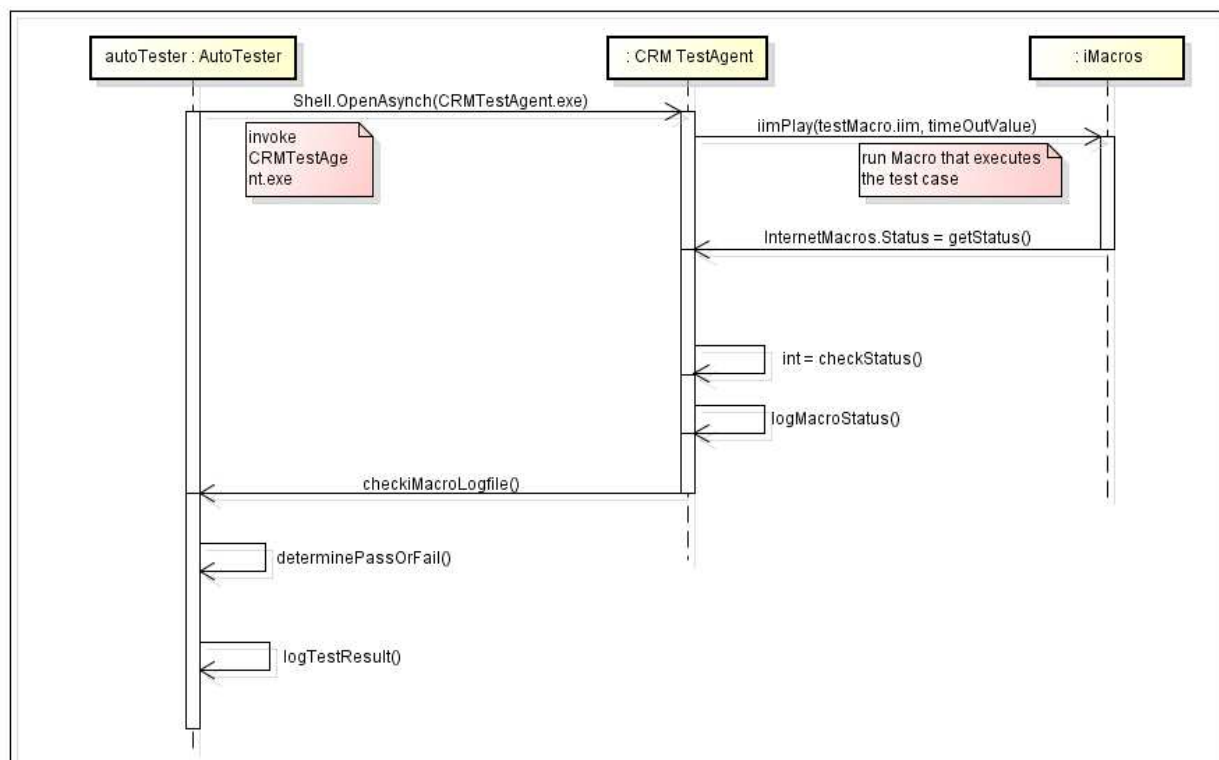 autoTester : AutoTester
: CRM TestAgent
: iMacros
Shell.OpenAsynch(CRMTestAgent.exe)
invoke
CRMTestAge
nt.exe
iimPlay(testMacro.iim, timeOutValue)
run Macro that executes
the test case
InternetMacros.Status = getStatus()
int = checkStatus()
logMacroStatus()
checkiMacroLogfile()
determinePassOrFail()
logTestResult()